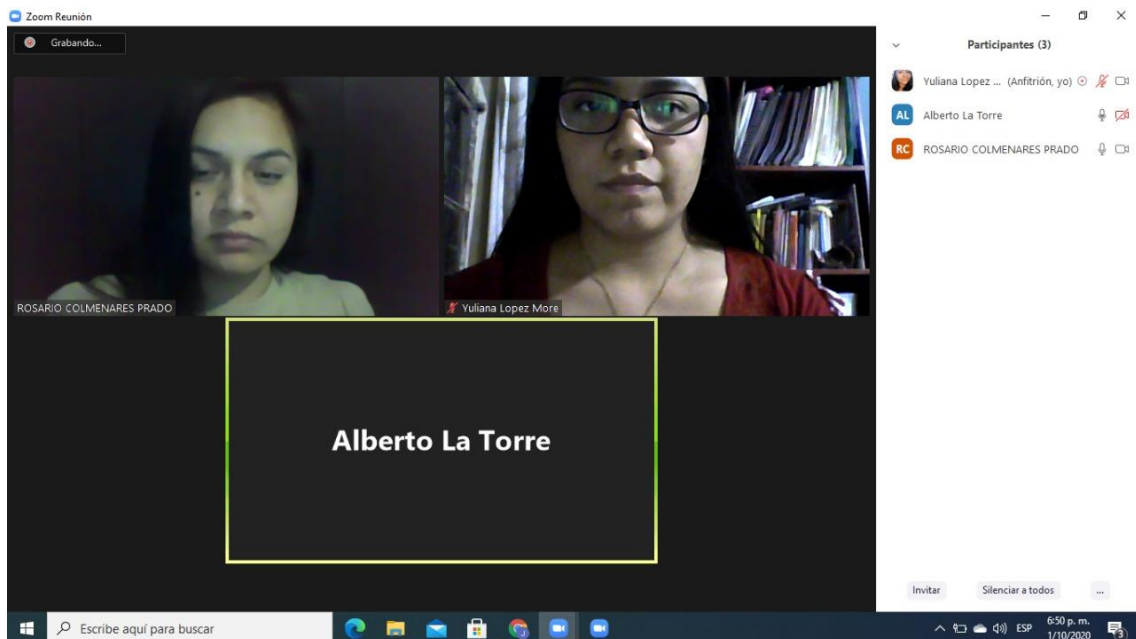 Zoom Reunión
Grabando...
Participantes (3)
Yuliana Lopez ... (Anfitrión, yo)
AL Alberto La Torre
RC ROSARIO COLMENARES PRADO
ROSARIO COLMENARES PRADO
Yuliana Lopez More
Alberto La Torre
Invitar Silenciar a todos ...
Escribe aquí para buscar
ESP
6:50 p. m.
1/10/2020
3